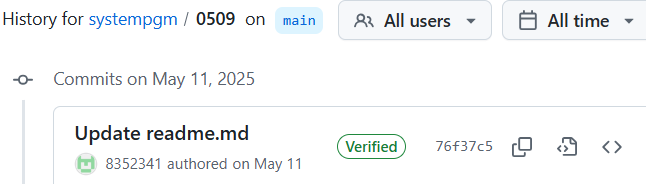 History for systempgm / 0509 on main All users All time
Commits on May 11, 2025
Update readme.md
Verified 76f37c5
8352341 authored on May 11